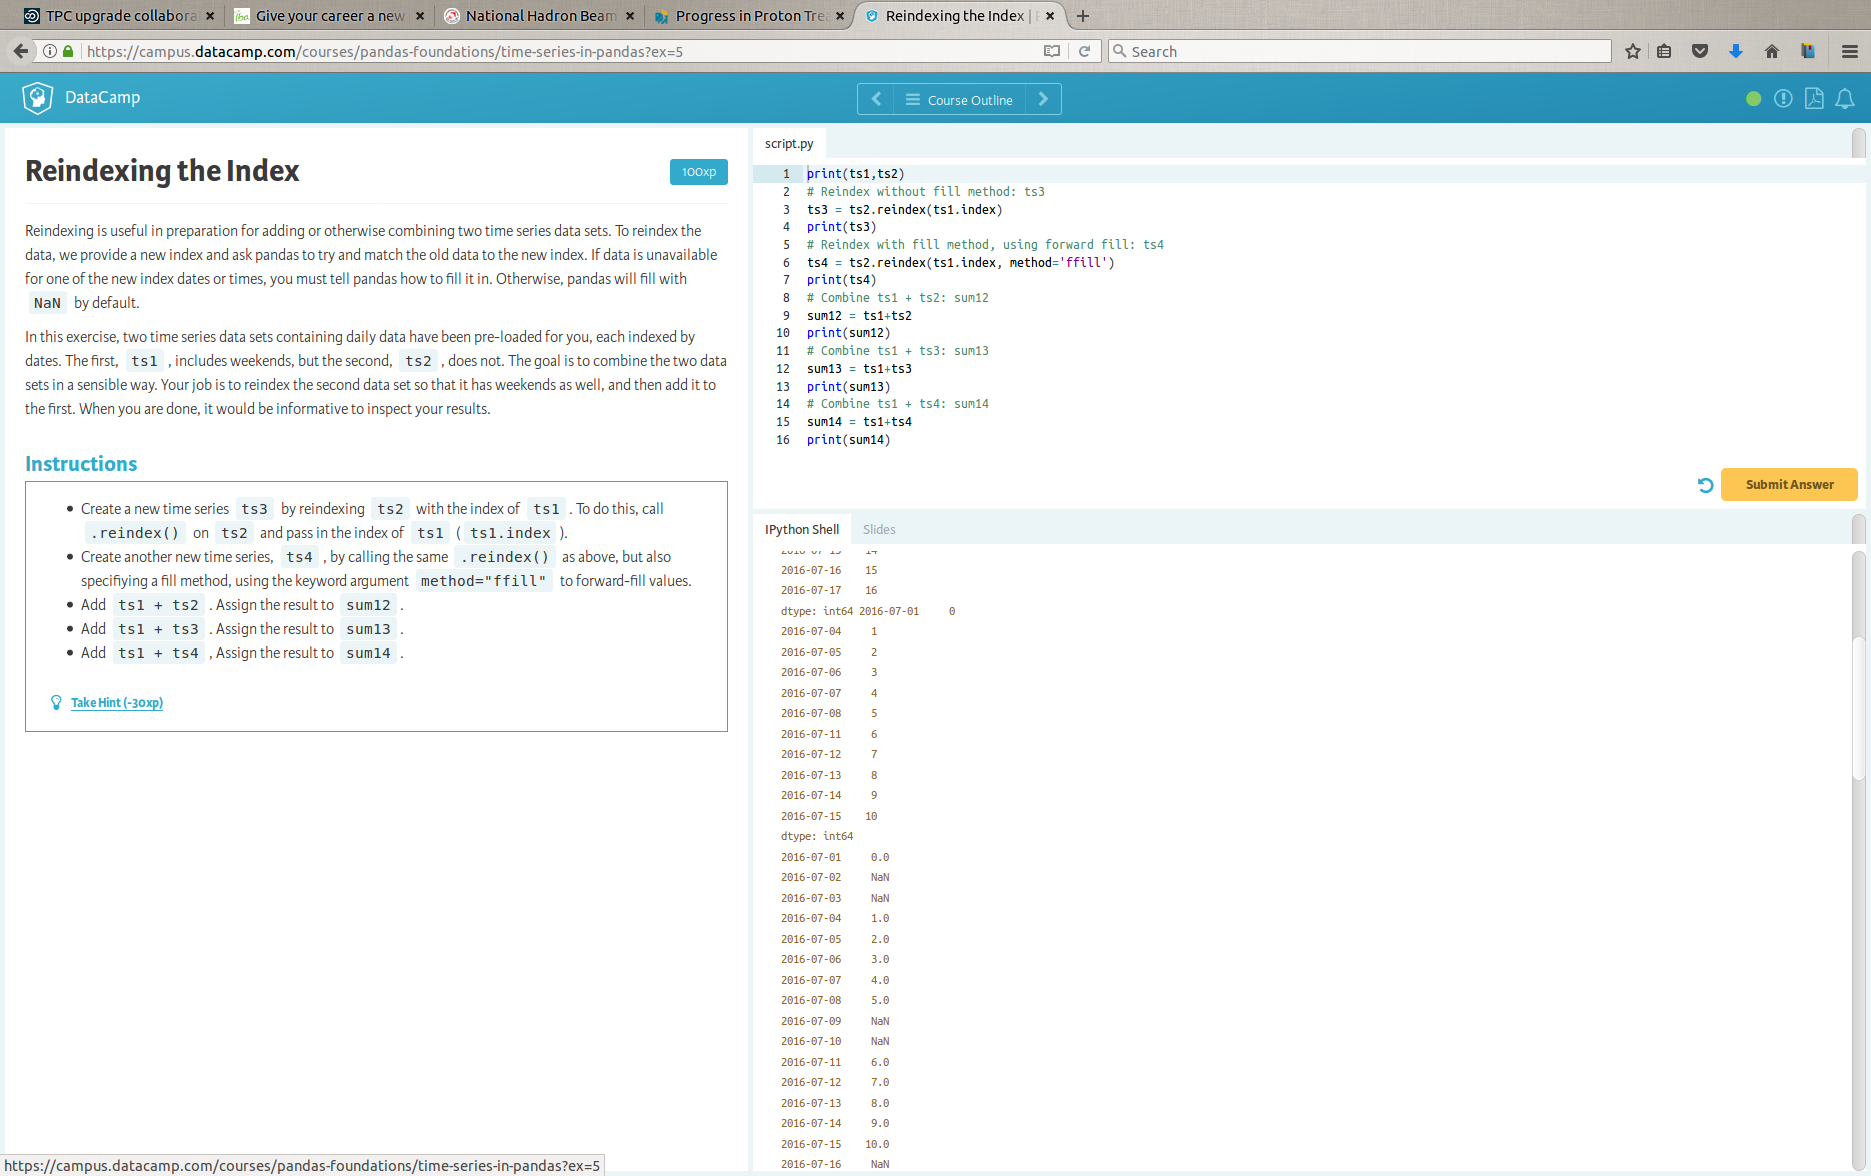 TPC upgrade collabora
Give your career a new
National Hadron Beam
Progress in Proton Trea
Reindexing the Index |
https://campus.datacamp.com/courses/pandas-foundations/time-series-in-pandas?ex=5
Search
DataCamp
Course Outline
Reindexing the Index
100xp
Reindexing is useful in preparation for adding or otherwise combining two time series data sets. To reindex the
data, we provide a new index and ask pandas to try and match the old data to the new index. If data is unavailable
for one of the new index dates or times, you must tell pandas how to fill it in. Otherwise, pandas will fill with
NaN by default.
In this exercise, two time series data sets containing daily data have been pre-loaded for you, each indexed by
dates. The first, ts1 , includes weekends, but the second, ts2 , does not. The goal is to combine the two data
sets in a sensible way. Your job is to reindex the second data set so that it has weekends as well, and then add it to
the first. When you are done, it would be informative to inspect your results.
Instructions
• Create a new time series ts3 by reindexing ts2 with the index of ts1 . To do this, call
.reindex() on ts2 and pass in the index of ts1 ( ts1.index ).
• Create another new time series, ts4 , by calling the same .reindex() as above, but also
specifiying a fill method, using the keyword argument method="ffill" to forward-fill values.
• Add ts1 + ts2 . Assign the result to sum12 .
• Add ts1 + ts3 . Assign the result to sum13 .
• Add ts1 + ts4 , Assign the result to sum14 .
Take Hint (-30xp)
script.py
1 print(ts1,ts2)
2 # Reindex without fill method: ts3
3 ts3 = ts2.reindex(ts1.index)
4 print(ts3)
5 # Reindex with fill method, using forward fill: ts4
6 ts4 = ts2.reindex(ts1.index, method='ffill')
7 print(ts4)
8 # Combine ts1 + ts2: sum12
9 sum12 = ts1+ts2
10 print(sum12)
11 # Combine ts1 + ts3: sum13
12 sum13 = ts1+ts3
13 print(sum13)
14 # Combine ts1 + ts4: sum14
15 sum14 = ts1+ts4
16 print(sum14)
Submit Answer
IPython Shell
Slides
2016-07-15 14
2016-07-16 15
2016-07-17 16
dtype: int64 2016-07-01 0
2016-07-04 1
2016-07-05 2
2016-07-06 3
2016-07-07 4
2016-07-08 5
2016-07-11 6
2016-07-12 7
2016-07-13 8
2016-07-14 9
2016-07-15 10
dtype: int64
2016-07-01 0.0
2016-07-02 NaN
2016-07-03 NaN
2016-07-04 1.0
2016-07-05 2.0
2016-07-06 3.0
2016-07-07 4.0
2016-07-08 5.0
2016-07-09 NaN
2016-07-10 NaN
2016-07-11 6.0
2016-07-12 7.0
2016-07-13 8.0
2016-07-14 9.0
2016-07-15 10.0
2016-07-16 NaN
https://campus.datacamp.com/courses/pandas-foundations/time-series-in-pandas?ex=5